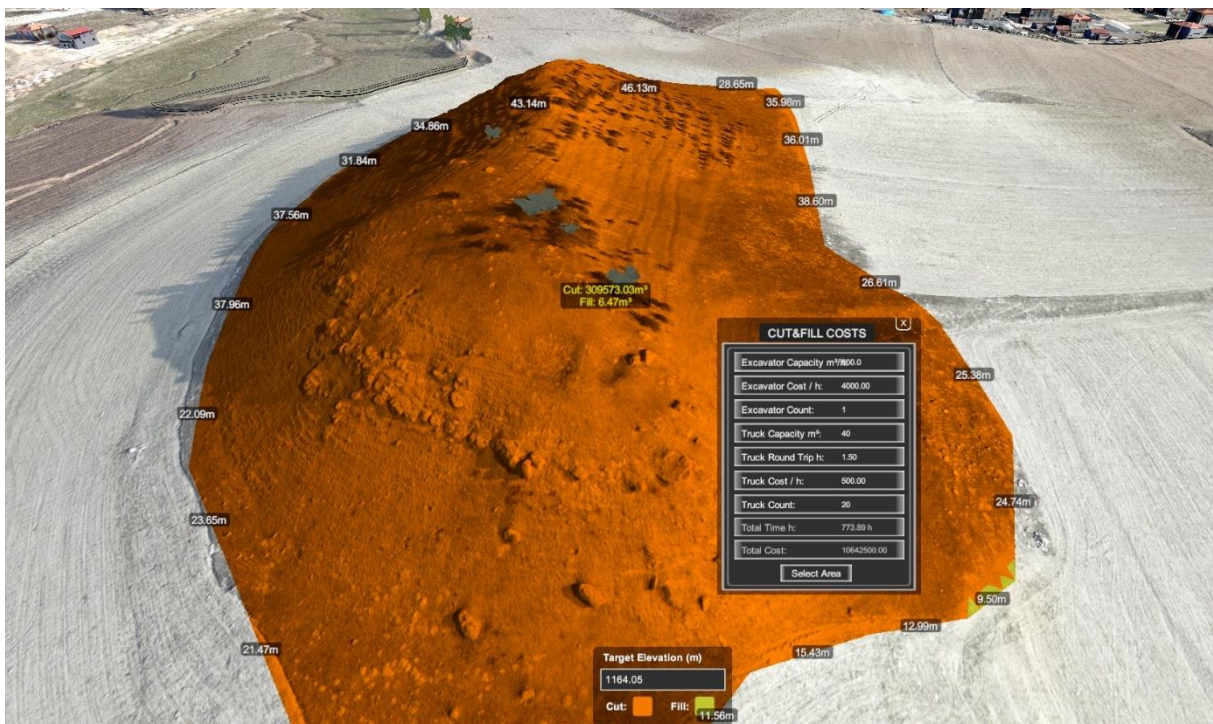 46.13m
28.65m
43.14m
35.98m
34.86m
36.01m
31.84m
38.60m
37.56m
26.61m
Cut: 309573.03m³
Fill: 6.47m³
37.96m
CUT&FILL COSTS
X
Excavator Capacity
Excavator Cost / h: 4000.00
25.38m
Excavator Count: 1
22.09m
Truck Capacity m³: 40
Truck Round Trip h: 1.50
Truck Cost / h: 500.00
24.74m
Truck Count: 20
23.65m
Total Time h: 773.89 h
Total Cost: 10642500.00
Select Area
9.50m
12.99m
21.47m
15.43m
Target Elevation (m)
1164.05
Cut: Fill:
11.56m